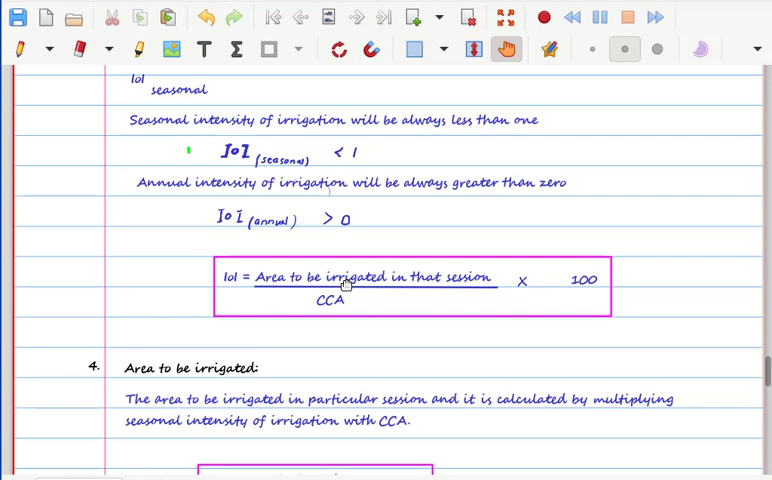 IoI
seasonal
Seasonal intensity of irrigation will be always less than one
IoI (seasonal) < 1
Annual intensity of irrigation will be always greater than zero
IoI (annual) > 0
IoI = Area to be irrigated in that session x 100
CCA
4. Area to be irrigated:
The area to be irrigated in particular session and it is calculated by multiplying
seasonal intensity of irrigation with CCA.